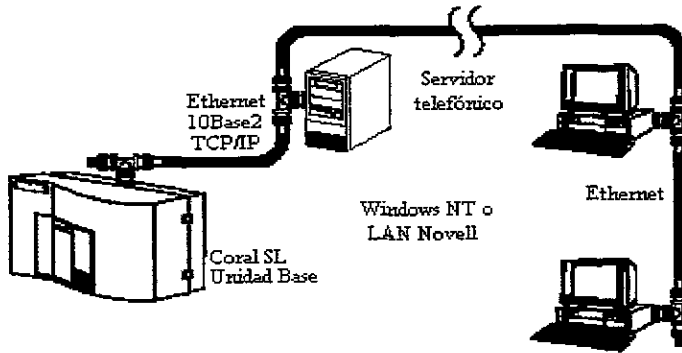 Servidor
telefónico
Ethernet
10Base2
TCP/IP
Ethernet
Windows NT o
LAN Novell
Coral SL
Unidad Base